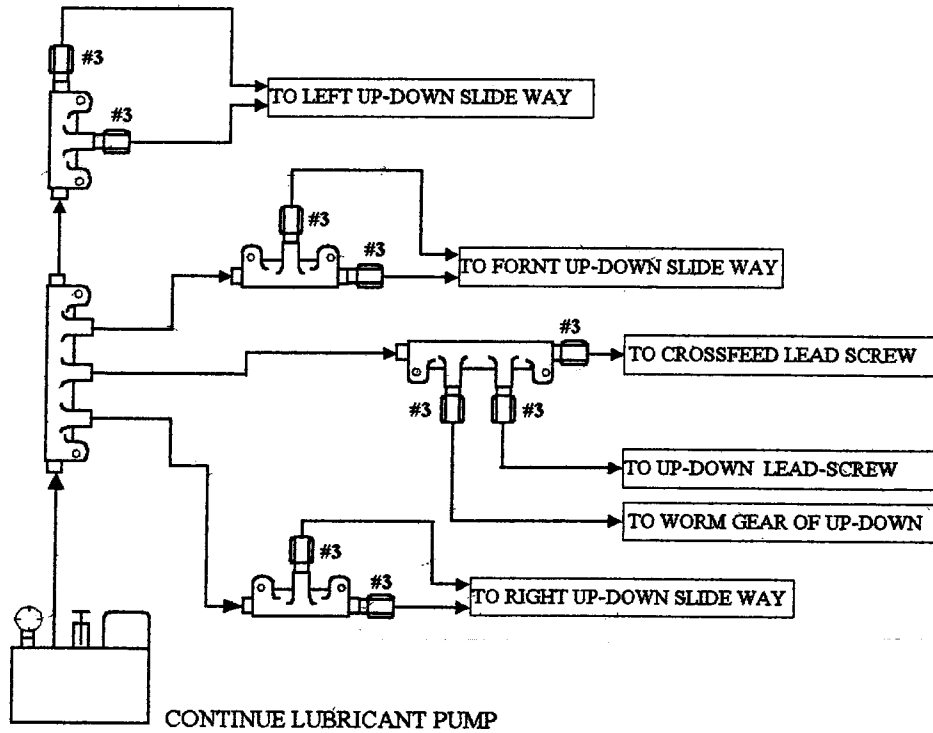 #3
#3
TO LEFT UP-DOWN SLIDE WAY
#3
#3
TO FORNT UP-DOWN SLIDE WAY
#3
TO CROSSFEED LEAD SCREW
#3
#3
TO UP-DOWN LEAD-SCREW
TO WORM GEAR OF UP-DOWN
#3
#3
TO RIGHT UP-DOWN SLIDE WAY
CONTINUE LUBRICANT PUMP